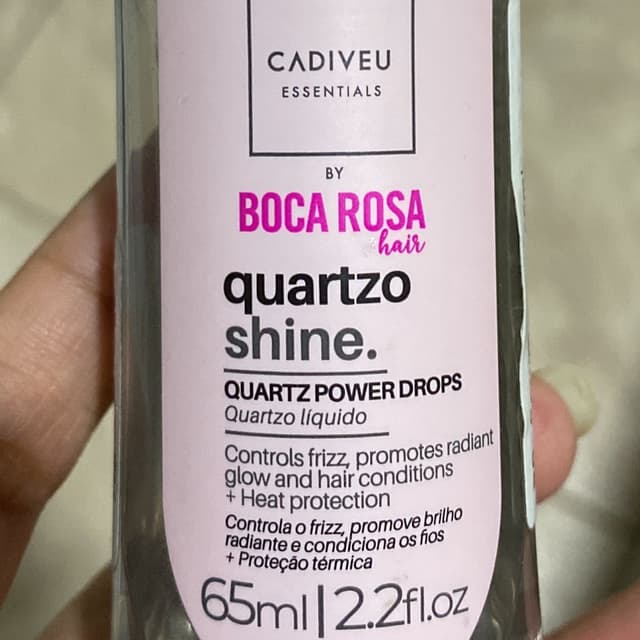 CADIVEU
ESSENTIALS
BY
BOCA ROSA
hair
quartzo
shine.
QUARTZ POWER DROPS
Quartzo líquido
Controls frizz, promotes radiant
glow and hair conditions
+ Heat protection
Controla o frizz, promove brilho
radiante e condiciona os fios
+ Proteção térmica
65ml|2.2fl.oz